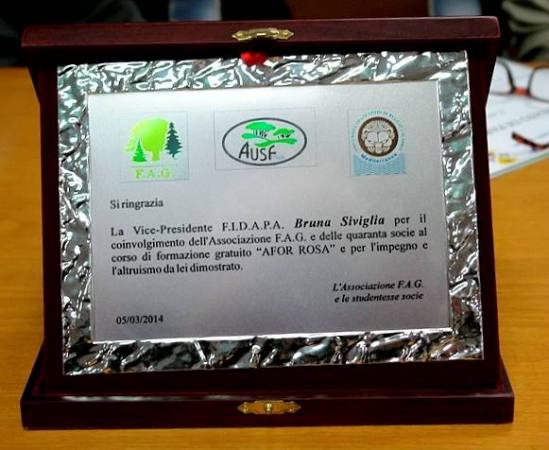 F.A.G.
AUSF
Mediterranea
Si ringrazia
La Vice-Presidente F.I.D.A.P.A. Bruna Siviglia per il
coinvolgimento dell'Associazione F.A.G. e delle quaranta socie al
corso di formazione gratuito “AFOR ROSA” e per l'impegno e
l'altruismo da lei dimostrato.
L'Associazione F.A.G.
e le studentesse socie
05/03/2014